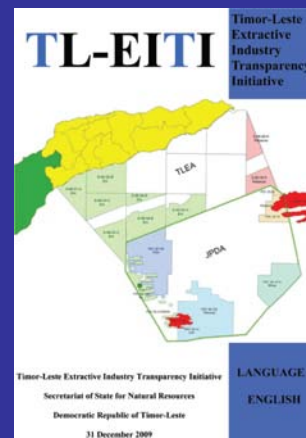 TL-EITI
Timor-Leste
Extractive
Industry
Transparency
Initiative
TLEA
JPDA
Timor-Leste Extractive Industry Transparency Initiative
Secretariat of State for Natural Resources
Democratic Republic of Timor-Leste
31 December 2009
LANGUAGE
ENGLISH